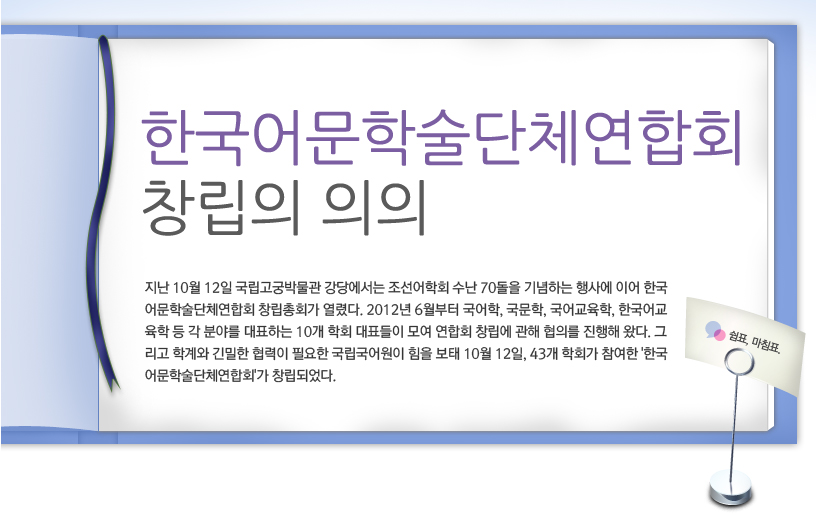 한국어문학술단체연합회
창립의 의의
지난 10월 12일 국립고궁박물관 강당에서는 조선어학회 수난 70돌을 기념하는 행사에 이어 한국
어문학술단체연합회 창립총회가 열렸다. 2012년 6월부터 국어학, 국문학, 국어교육학, 한국어교
육학 등 각 분야를 대표하는 10개 학회 대표들이 모여 연합회 창립에 관해 협의를 진행해 왔다. 그
리고 학계와 긴밀한 협력이 필요한 국립국어원이 힘을 보태 10월 12일, 43개 학회가 참여한 '한국
어문학술단체연합회'가 창립되었다.
쉼표, 마침표.